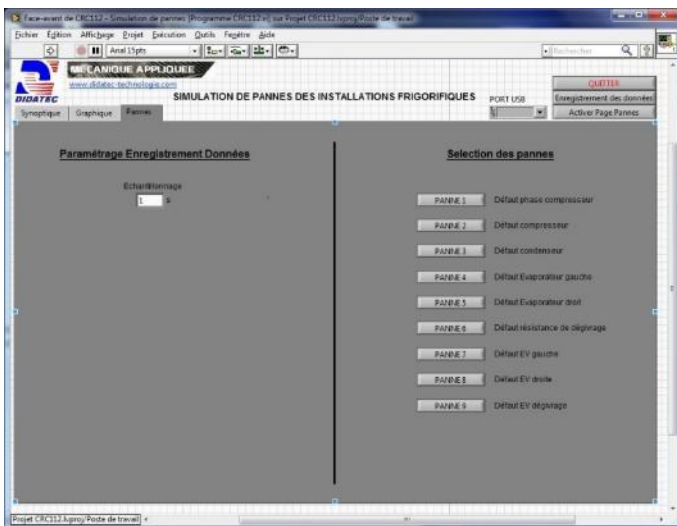 Face-avant de CRC112 - Simulation de pannes [Programme CRC112.vi] sur Projet CRC112.lvproj/Poste de travail
Fichier Edition Affichage Projet Exécution Outils Fenêtre Aide
Arial 15pts
Rechercher
MECANIQUE APPLIQUEE
www.didatec-technologie.com
DIDATEC
SIMULATION DE PANNES DES INSTALLATIONS FRIGORIFIQUES
PORT USB
QUITTER
Enregistrement des données
Activer Page Pannes
Synoptique Graphique Pannes
Paramétrage Enregistrement Données
Echantillonnage
1 s
Selection des pannes
PANNE 1 Défaut phase compresseur
PANNE 2 Défaut compresseur
PANNE 3 Défaut condenseur
PANNE 4 Défaut Evaporateur gauche
PANNE 5 Défaut Evaporateur droit
PANNE 6 Défaut résistance de dégivrage
PANNE 7 Défaut EV gauche
PANNE 8 Défaut EV droite
PANNE 9 Défaut EV dégivrage
Projet CRC112.lvproj/Poste de travail